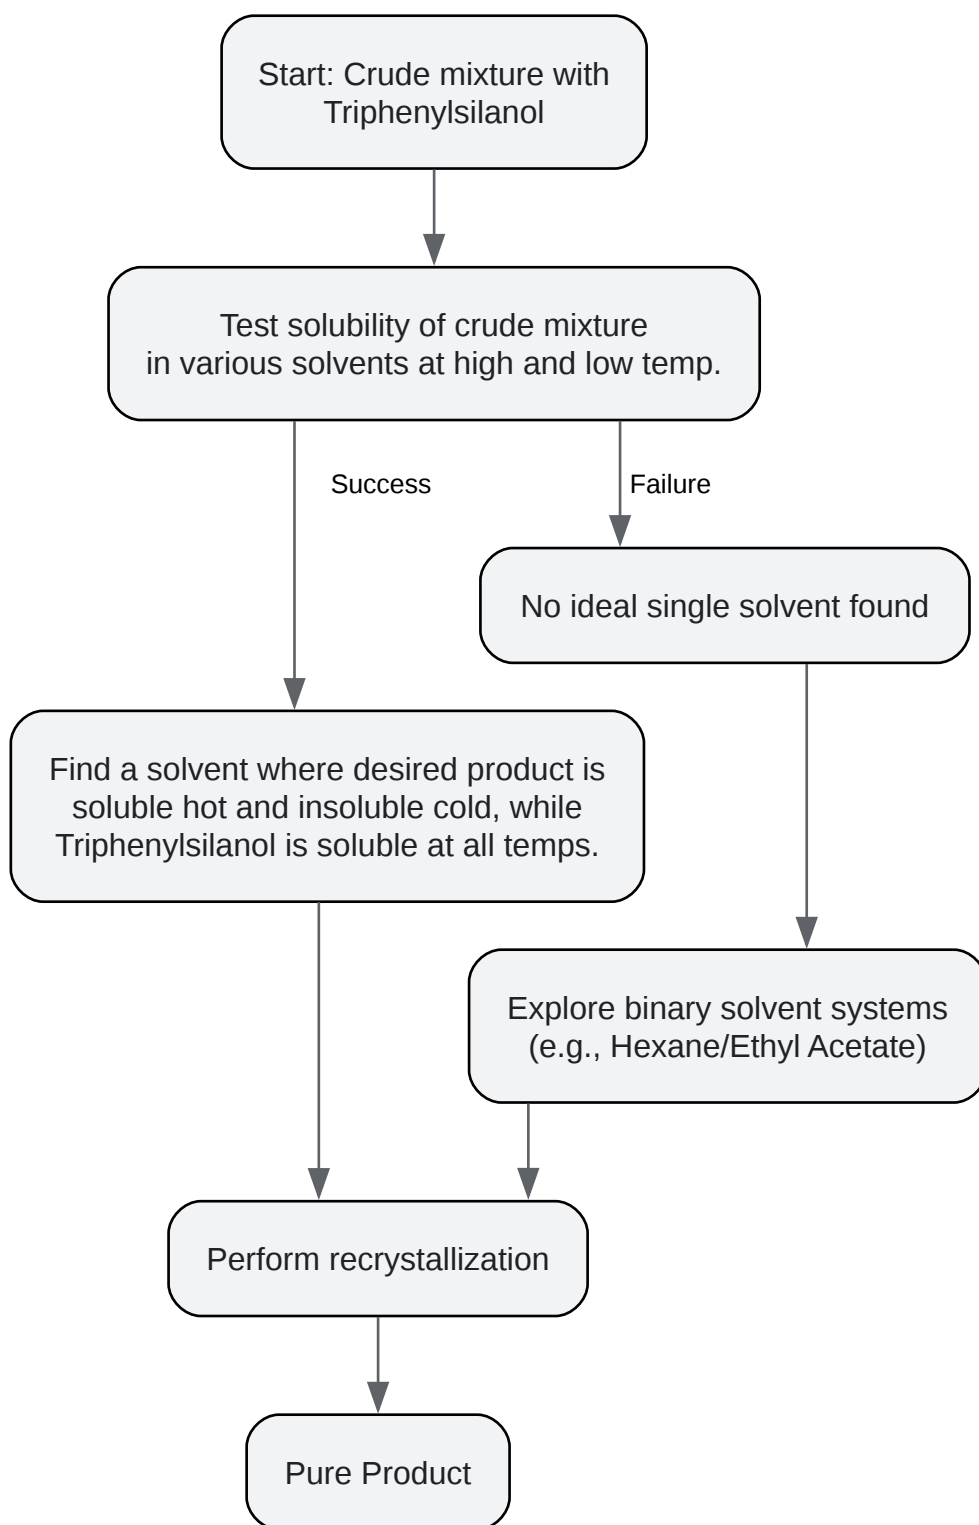 Start: Crude mixture with
Triphenylsilanol
Test solubility of crude mixture
in various solvents at high and low temp.
Success
Failure
No ideal single solvent found
Find a solvent where desired product is
soluble hot and insoluble cold, while
Triphenylsilanol is soluble at all temps.
Explore binary solvent systems
(e.g., Hexane/Ethyl Acetate)
Perform recrystallization
Pure Product